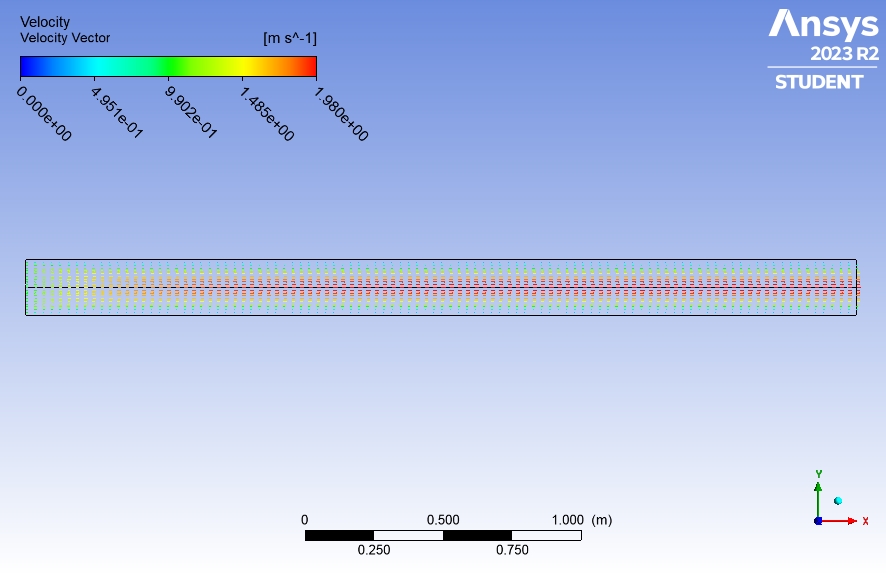 Velocity
Velocity Vector
[m s^-1]
0.000e+00
4.951e-01
9.902e-01
1.485e+00
1.980e+00
Ansys
2023 R2
STUDENT
0
0.500
1.000
(m)
0.250
0.750
Y
X